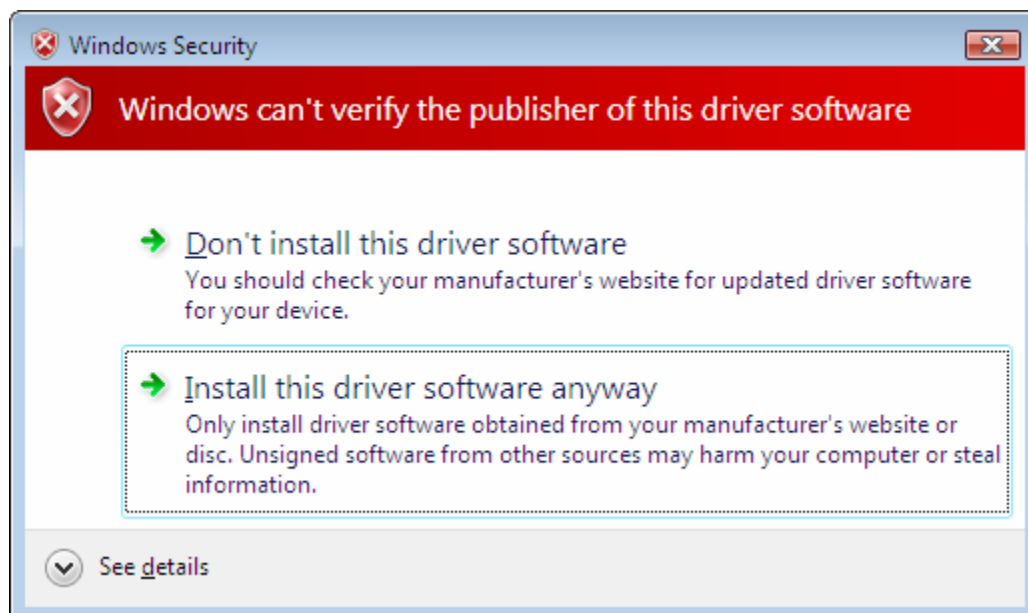 Windows Security
Windows can't verify the publisher of this driver software
Don't install this driver software
You should check your manufacturer's website for updated driver software
for your device.
Install this driver software anyway
Only install driver software obtained from your manufacturer's website or
disc. Unsigned software from other sources may harm your computer or steal
information.
See details